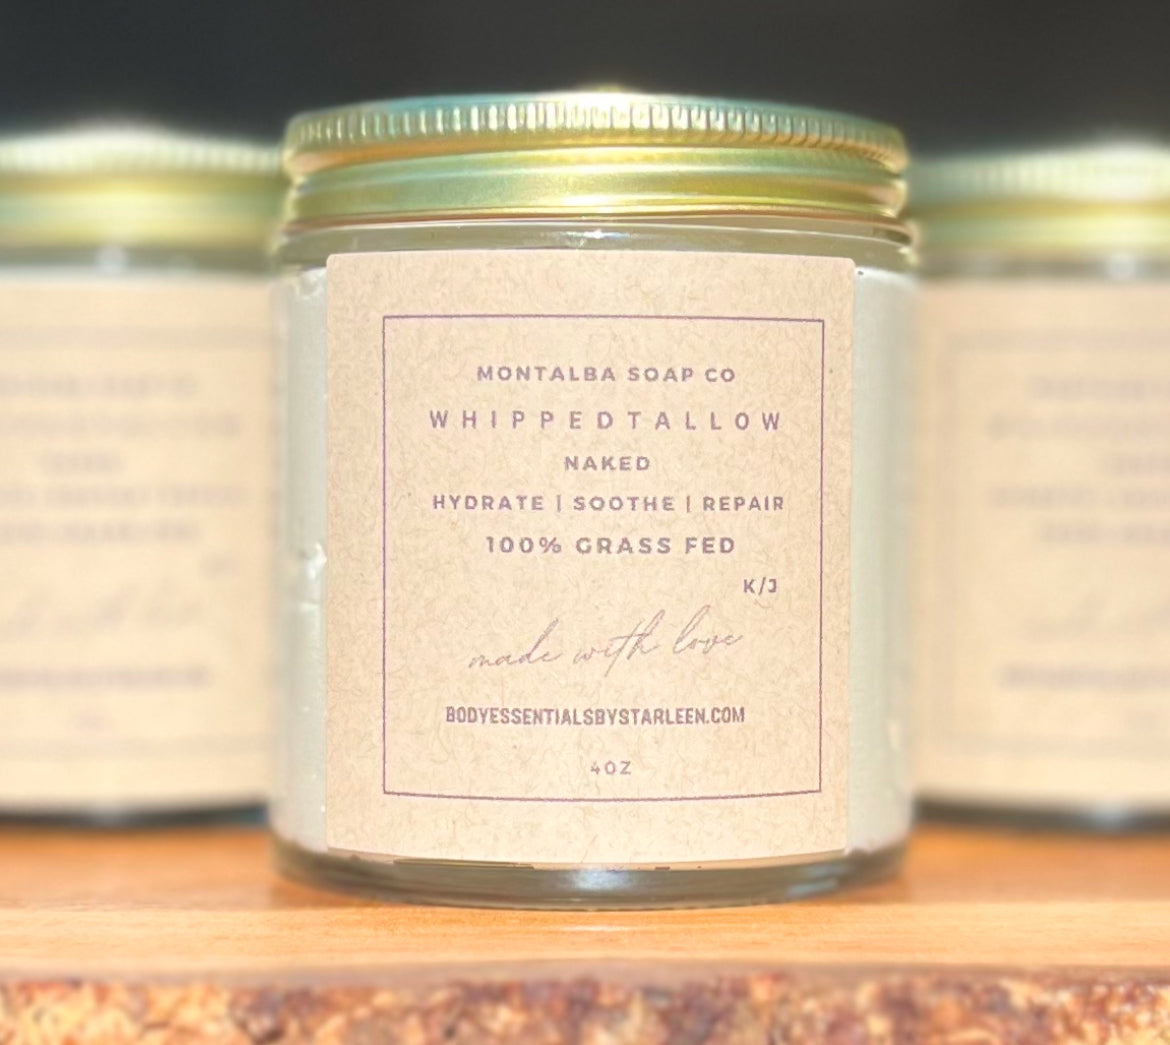 MONTALBA SOAP CO
WHIPPEDTALLOW
NAKED
HYDRATE | SOOTHE | REPAIR
100% GRASS FED
K/J
made with love
BODYESSENTIALSBYSTARLEEN.COM
4OZ